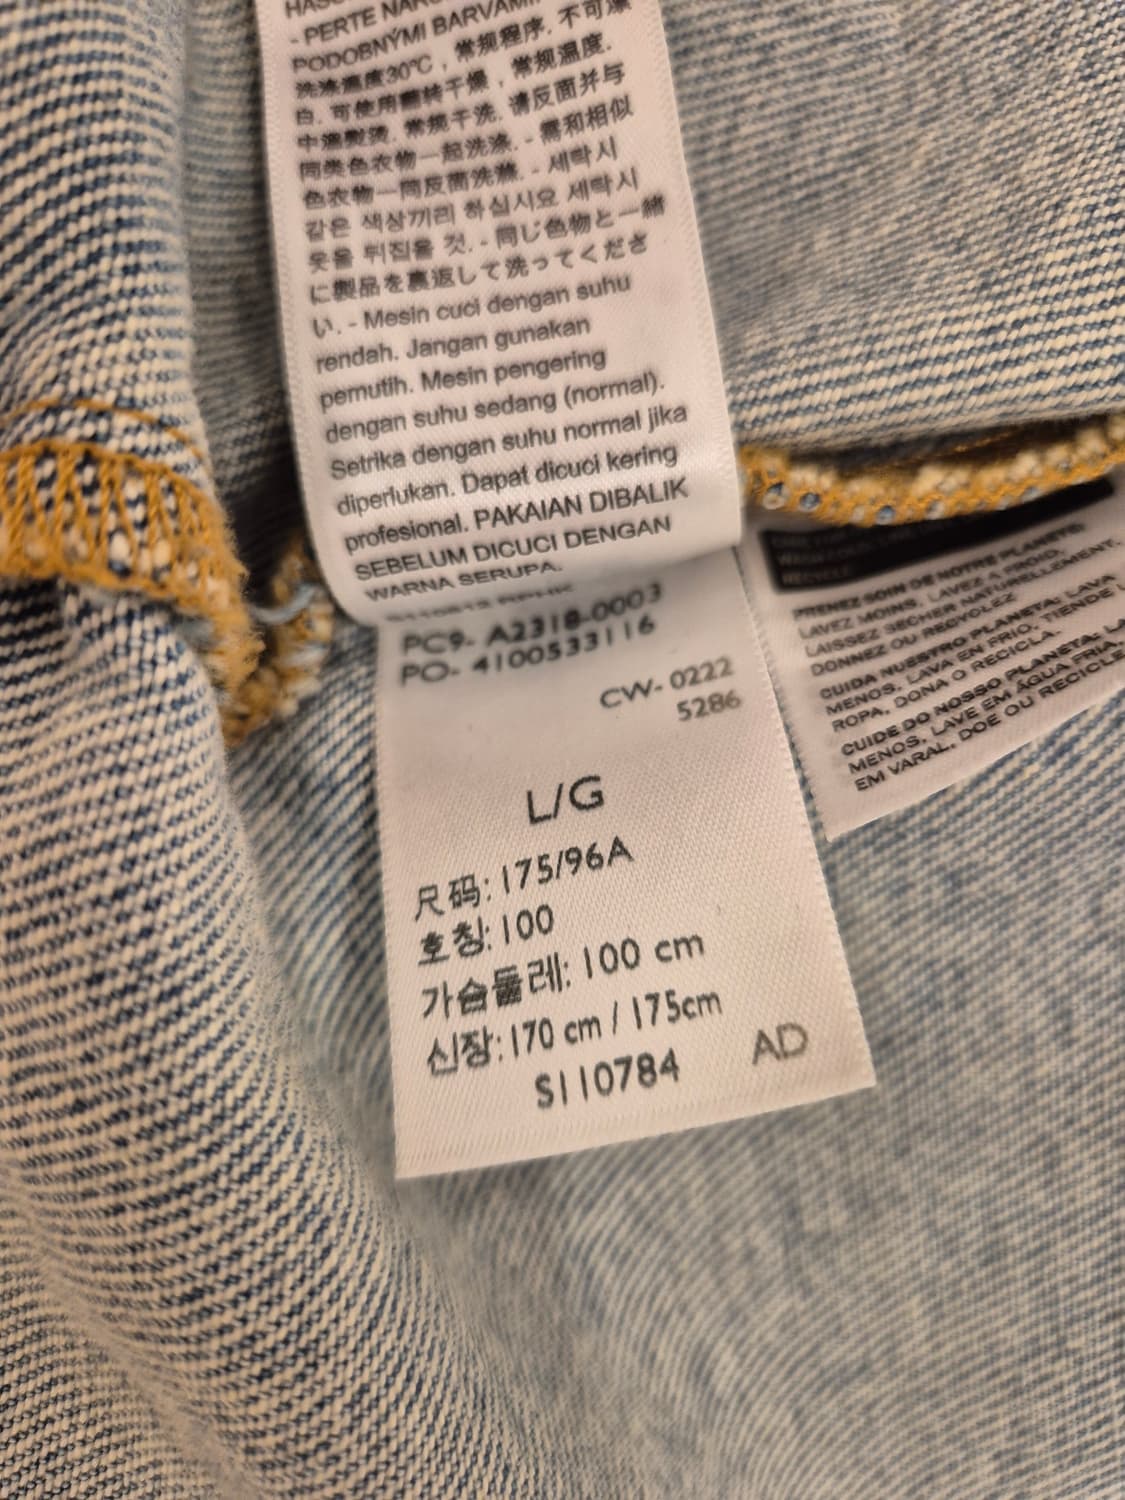 - PERTE NAR
PODOBNÝMI BARVAMI
洗涤温度30℃，常规程序. 不可漂
白. 可使用翻转干燥，常规温度.
中温熨烫. 常规干洗. 请反面并与
同类色衣物一起洗涤. - 需和相似
色衣物一同反面洗滌. - 세탁시
같은 색상끼리 하십시요 세탁시
옷을 뒤집을 것. - 同じ色物と一緒
に製品を裏返して洗ってくださ
い. - Mesin cuci dengan suhu
rendah. Jangan gunakan
pemutih. Mesin pengering
dengan suhu sedang (normal).
Setrika dengan suhu normal jika
diperlukan. Dapat dicuci kering
profesional. PAKAIAN DIBALIK
SEBELUM DICUCI DENGAN
WARNA SERUPA.
PC9- A2318-0003
PO- 4100533116
CW- 0222
5286
L/G
尺码: 175/96A
호칭: 100
가슴둘레: 100 cm
신장: 170 cm / 175cm
S110784
AD
PRENEZ SOIN DE NOTRE PLANÈTE:
LAVEZ MOINS, LAVEZ À FROID,
LAISSEZ SÉCHER NATURELLEMENT,
DONNEZ OU RECYCLEZ
CUIDA NUESTRO PLANETA: LAVA
MENOS, LAVA EN FRIO, TIENDE
ROPA, DONA O RECICLA.
CUIDE DO NOSSO PLANETA: LA
MENOS, LAVE EM ÁGUA FRIA,
EM VARAL, DOE OU RECICLE